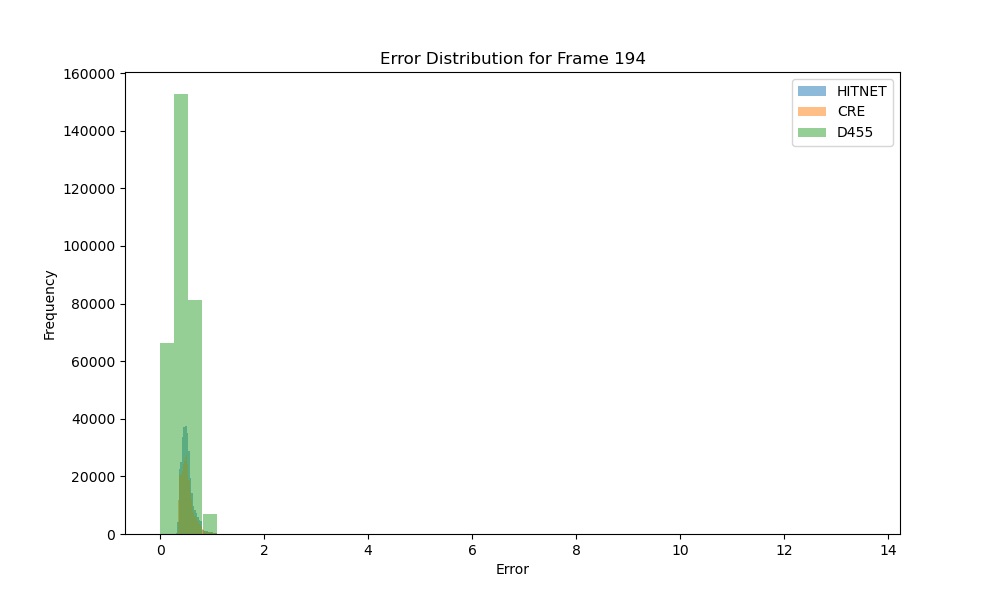 Error Distribution for Frame 194
160000
140000
120000
100000
80000
60000
40000
20000
0
Frequency
HITNET
CRE
D455
0 2 4 6 8 10 12 14
Error